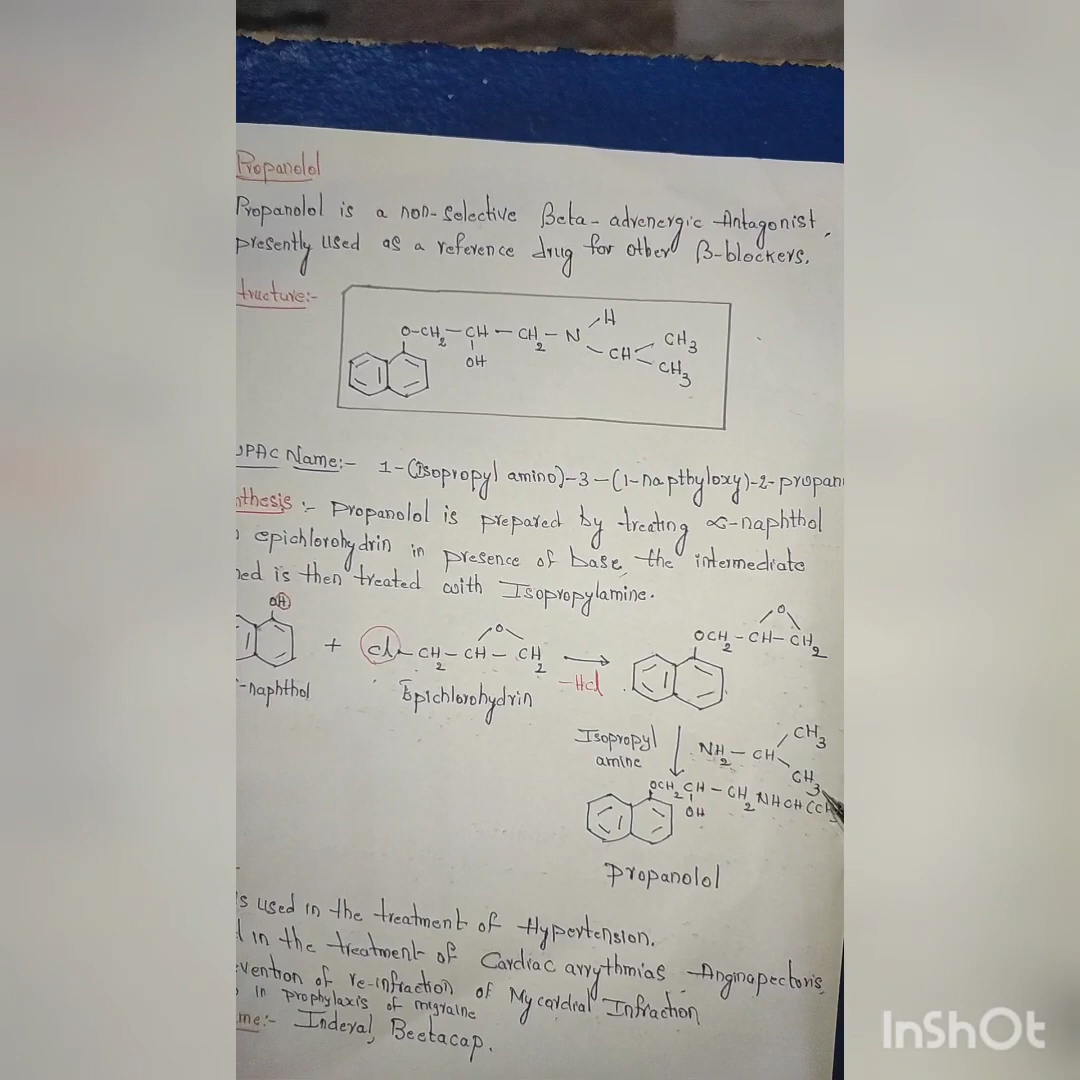 Propanolol
Propanolol is a non-selective Beta-adrenergic Antagonist,
presently used as a reference drug for other β-blockers.
tructure:-
H
O-CH2-CH-CH2-N
CH3
OH
CH
CH3
UPAC Name:- 1-(Isopropyl amino)-3-(1-napthyloxy)-2-propan
nthesis :- Propanolol is prepared by treating α-naphthol
epichlorohydrin in presence of base, the intermediate
med is then treated with Isopropylamine.
OH
O
O
OCH2-CH-CH2
+ Cl-CH2-CH-CH2
-Hcl
-naphthol
Epichlorohydrin
Isopropyl
amine
NH2-CH
CH3
CH3
OCH2CH-CH2NHCH(CH3
OH
Propanolol
s used in the treatment of Hypertension.
d in the treatment of Cardiac arrythmias Anginapectoris,
vention of re-infraction of Mycardial Infraction
in prophylaxis of migraine
me:- Inderal, Beetacap.
InShOt